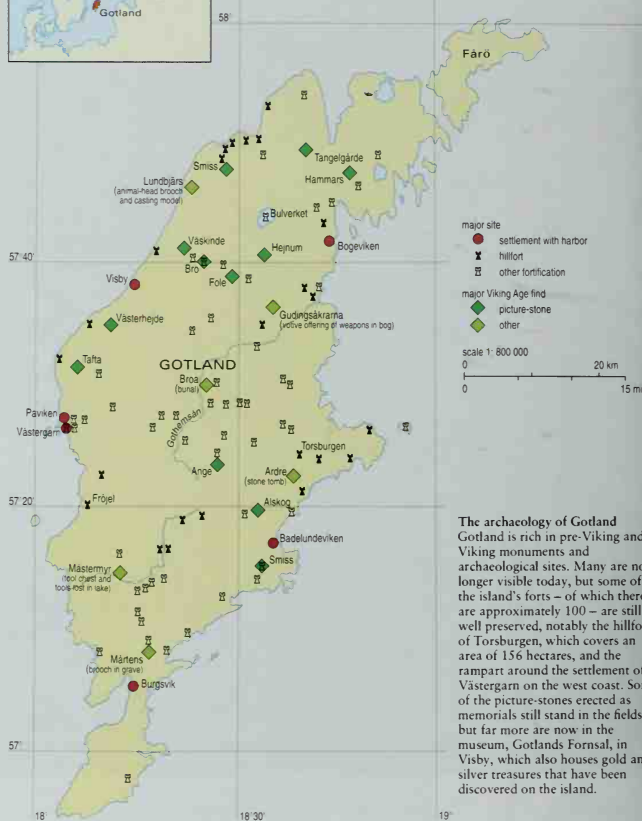 Gotland
58°
Fårö
Smiss
Tangelgårde
Hammars
Lundbjärs
(animal-head brooch
and casting model)
Bulverket
Väskinde
Hejnum
Bogeviken
57°40'
Bro
Visby
Fole
Västerhejde
Gudingsåkrarna
(votive offering of weapons in bog)
Tafta
GOTLAND
Broa
(burial)
Paviken
Västergarn
Gothemsån
Torsburgen
Ånge
Ardre
(stone tomb)
57°20'
Fröjel
Alskog
Badelundeviken
Smiss
Mästermyr
(tool chest and
tools lost in lake)
Mårtens
(brooch in grave)
Burgsvik
57°
18°
18°30'
19°
major site
settlement with harbor
hillfort
other fortification
major Viking Age find
picture-stone
other
scale 1: 800 000
0 20 km
0 15 mi
The archaeology of Gotland
Gotland is rich in pre-Viking and
Viking monuments and
archaeological sites. Many are no
longer visible today, but some of
the island's forts – of which there
are approximately 100 – are still
well preserved, notably the hillfo
of Torsburgen, which covers an
area of 156 hectares, and the
rampart around the settlement of
Västergarn on the west coast. So
of the picture-stones erected as
memorials still stand in the fields
but far more are now in the
museum, Gotlands Fornsal, in
Visby, which also houses gold an
silver treasures that have been
discovered on the island.